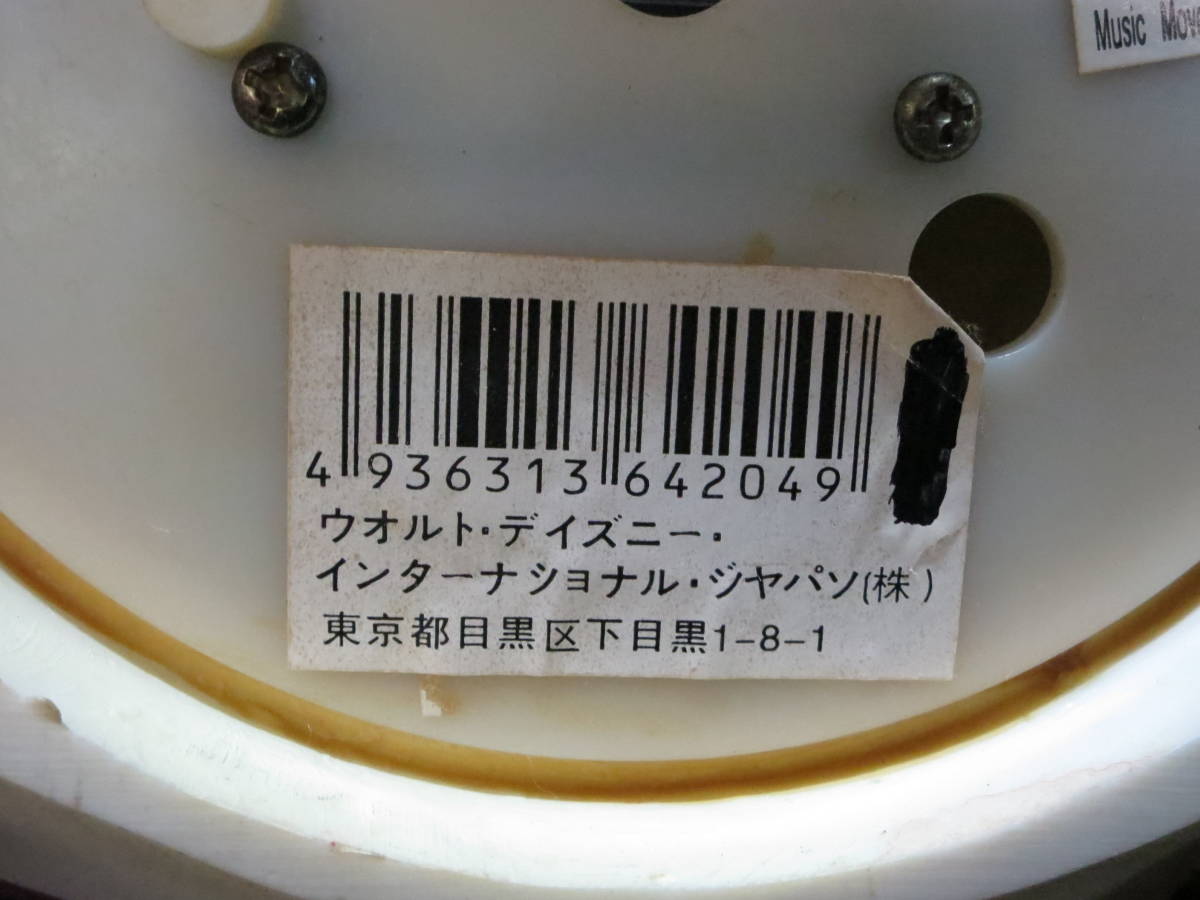 Music
4 936313 642049
ウオルト・デイズニー・
インターナショナル・ジヤパン(株)
東京都目黒区下目黒1-8-1